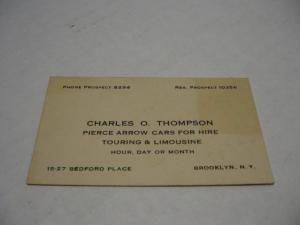 PHONE PROSPECT 8296 RES. PROSPECT 10256
CHARLES O. THOMPSON
PIERCE ARROW CARS FOR HIRE
TOURING & LIMOUSINE
HOUR, DAY OR MONTH
15-27 BEDFORD PLACE BROOKLYN, N. Y.